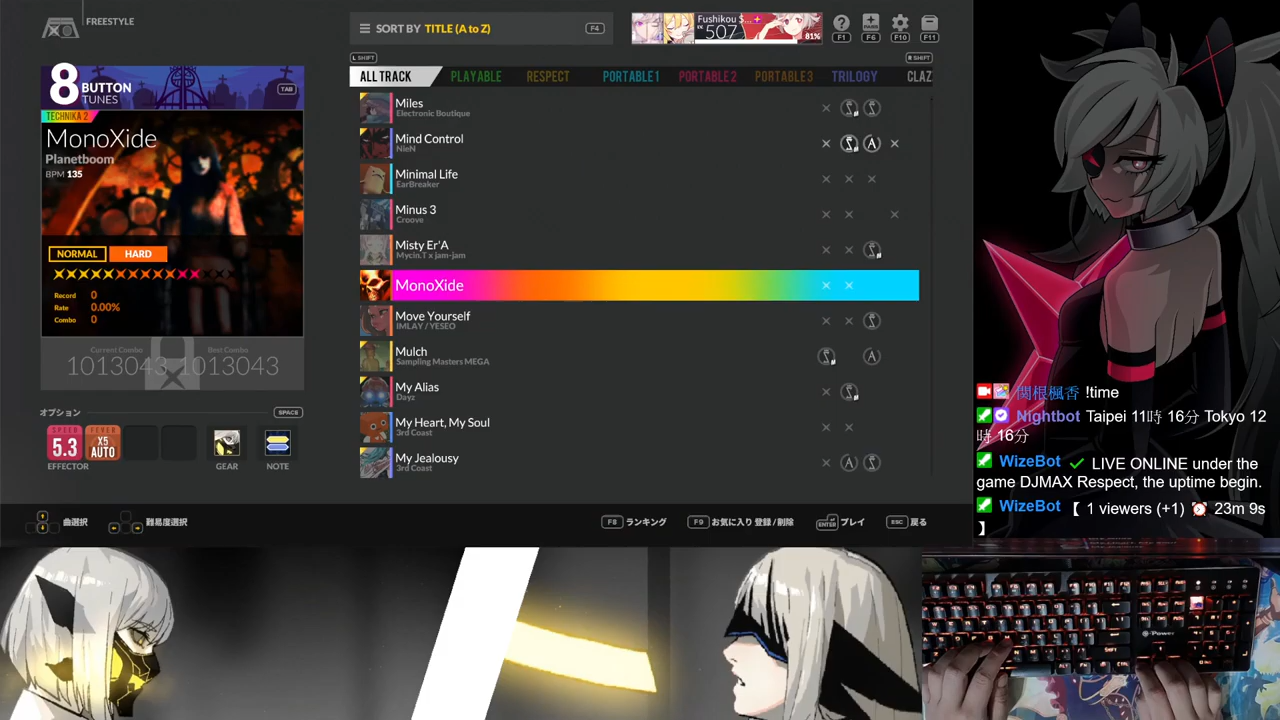 FREESTYLE
SORT BY TITLE (A to Z)
F4
Fushikou S...
507
81%
F1
F6
F10
F11
L SHIFT
R SHIFT
ALL TRACK
PLAYABLE
RESPECT
PORTABLE1
PORTABLE2
PORTABLE3
TRILOGY
CLAZ
8 BUTTON TUNES
TAB
TECHNIKA 2
MonoXide
Planetboom
BPM 135
NORMAL
HARD
Record 0
Rate 0.00%
Combo 0
Current Combo
Best Combo
1013043
1013043
オプション
SPACE
SPEED 5.3
FEVER X5 AUTO
EFFECTOR
GEAR
NOTE
Miles
Electronic Boutique
Mind Control
NieN
Minimal Life
EarBreaker
Minus 3
Croove
Misty Er'A
Mycin.T x jam-jam
MonoXide
Move Yourself
IMLAY / YESEO
Mulch
Sampling Masters MEGA
My Alias
Dayz
My Heart, My Soul
3rd Coast
My Jealousy
3rd Coast
曲選択
難易度選択
F8 ランキング
F9 お気に入り 登録/削除
ENTER プレイ
ESC 戻る
関根楓香 !time
Nightbot Taipei 11時 16分 Tokyo 12
時 16分
WizeBot LIVE ONLINE under the
game DJMAX Respect, the uptime begin.
WizeBot 【 1 viewers (+1) 23m 9s
】
i-Power